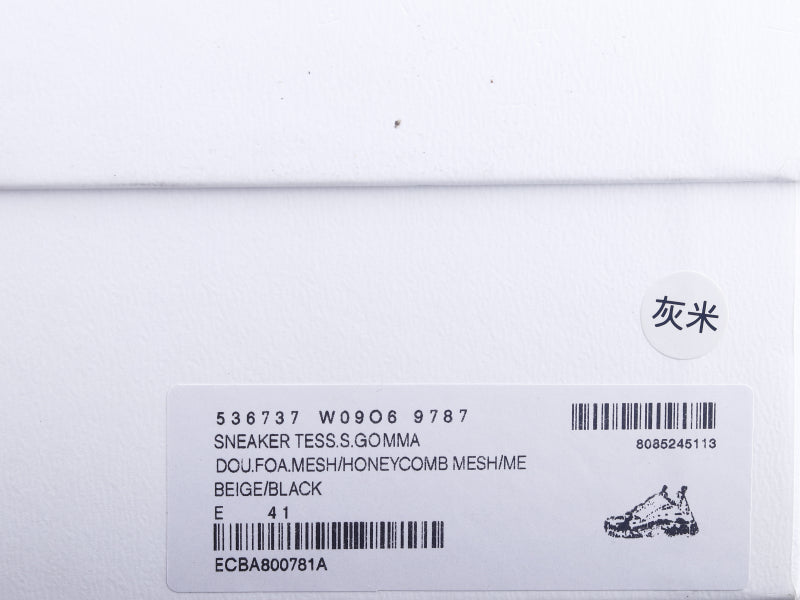 灰米
536737 W09O6 9787
8085245113
SNEAKER TESS.S.GOMMA
DOU.FOA.MESH/HONEYCOMB MESH/ME
BEIGE/BLACK
E 41
ECBA800781A